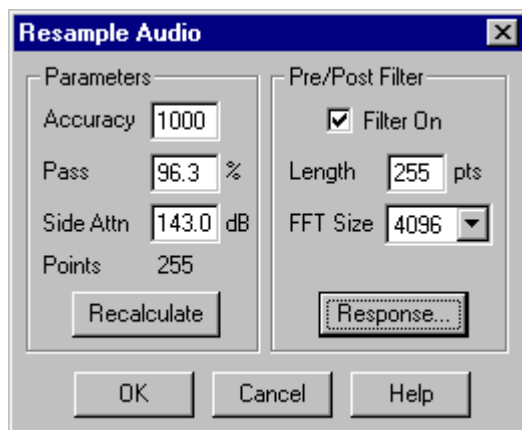 Resample Audio
Parameters
Accuracy 1000
Pass 96.3 %
Side Attn 143.0 dB
Points 255
Recalculate
Pre/Post Filter
Filter On
Length 255 pts
FFT Size 4096
Response...
OK Cancel Help